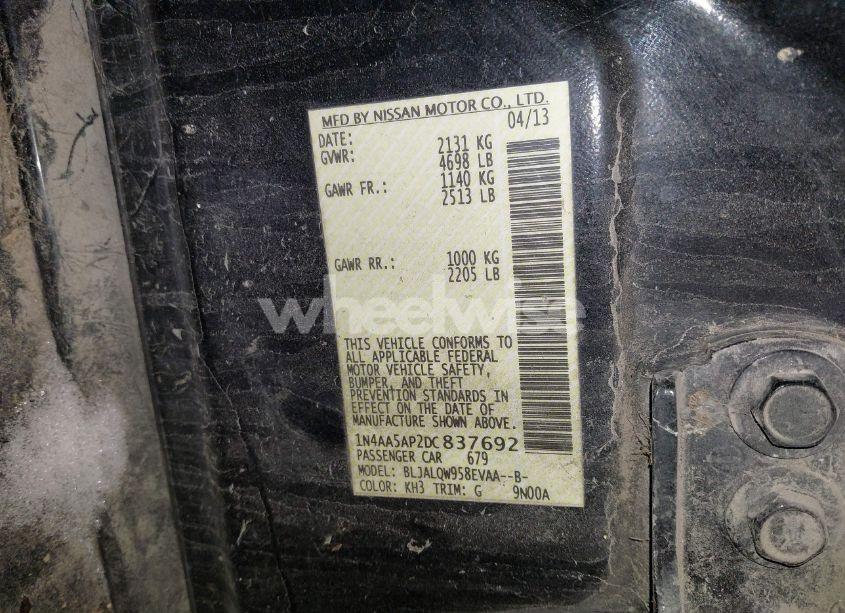 MFD BY NISSAN MOTOR CO., LTD.
DATE: 04/13
GVWR: 2131 KG
4698 LB
GAWR FR.: 1140 KG
2513 LB
GAWR RR.: 1000 KG
2205 LB
wheelwise
THIS VEHICLE CONFORMS TO
ALL APPLICABLE FEDERAL
MOTOR VEHICLE SAFETY,
BUMPER, AND THEFT
PREVENTION STANDARDS IN
EFFECT ON THE DATE OF
MANUFACTURE SHOWN ABOVE.
1N4AA5AP2DC837692
PASSENGER CAR 679
MODEL: BLJALQW958EVAA--B-
COLOR: KH3 TRIM: G 9N00A